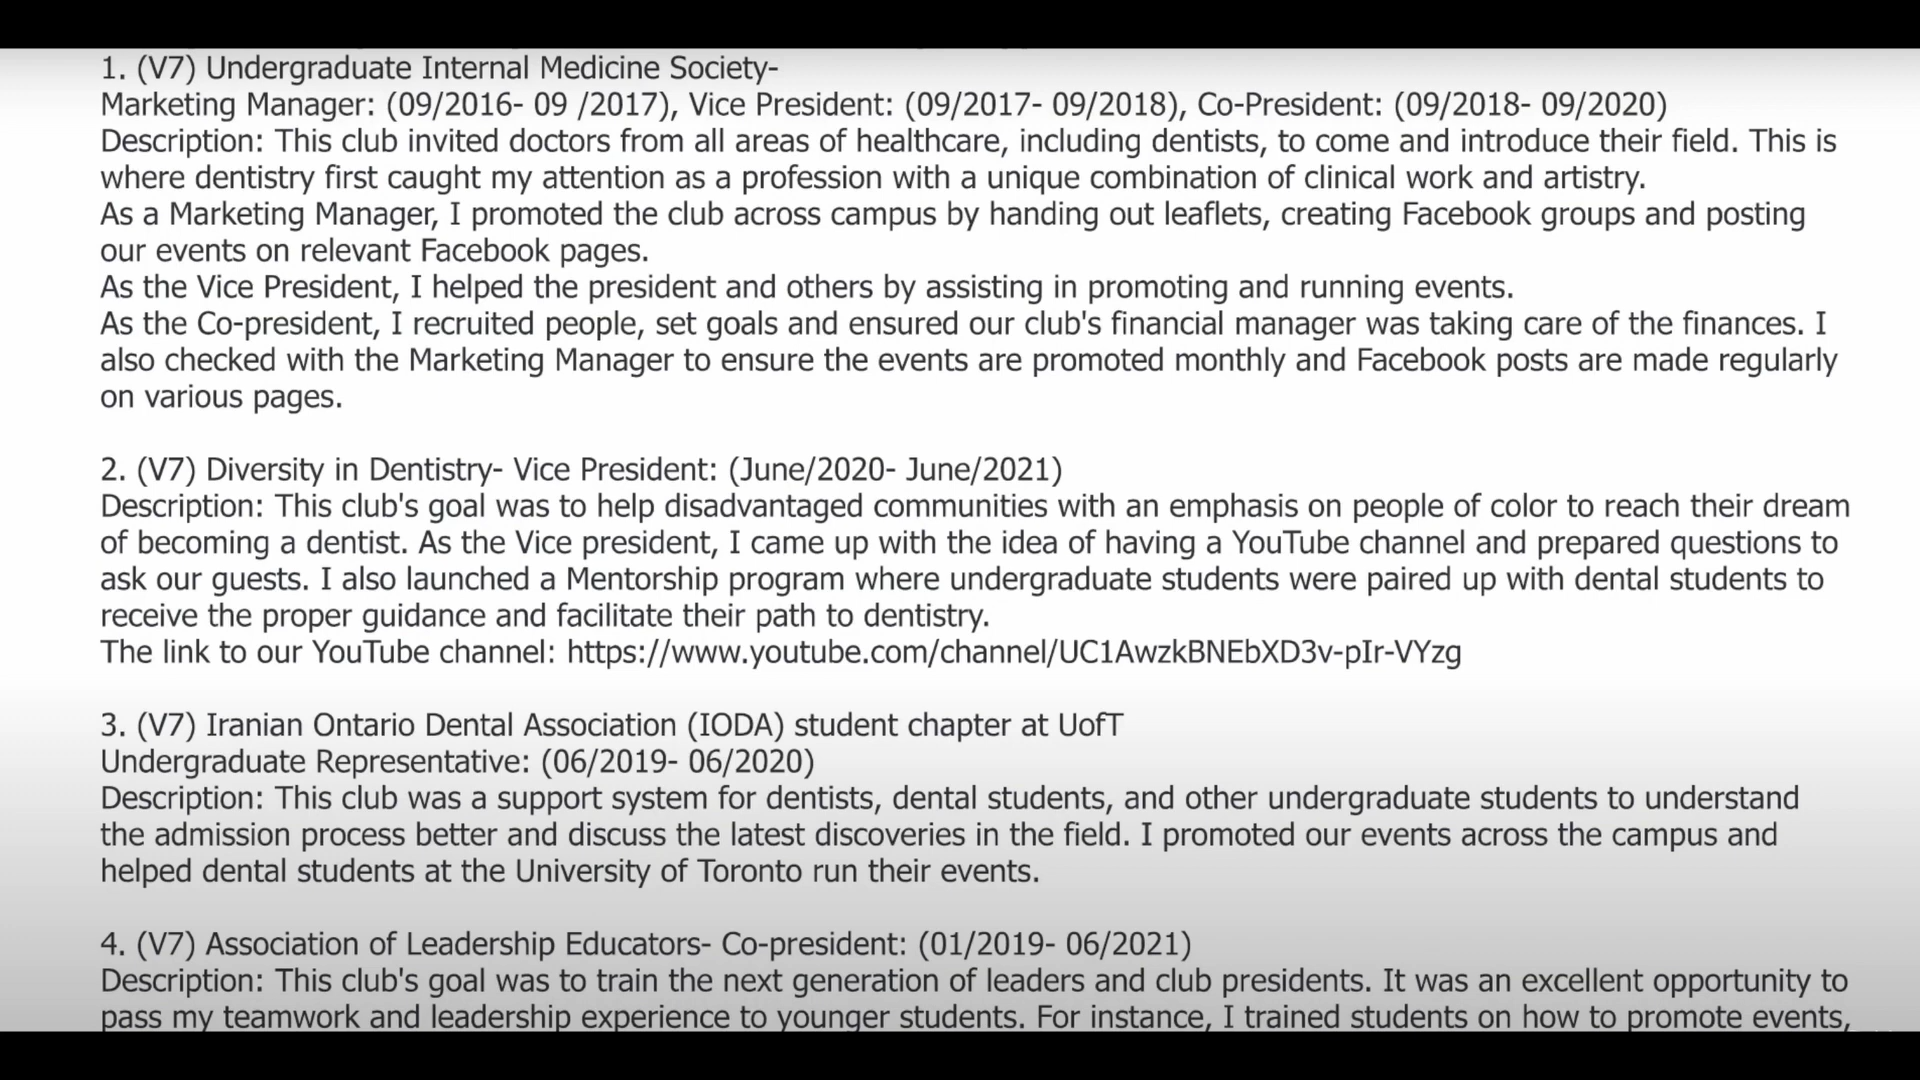 1. (V7) Undergraduate Internal Medicine Society-
Marketing Manager: (09/2016- 09 /2017), Vice President: (09/2017- 09/2018), Co-President: (09/2018- 09/2020)
Description: This club invited doctors from all areas of healthcare, including dentists, to come and introduce their field. This is
where dentistry first caught my attention as a profession with a unique combination of clinical work and artistry.
As a Marketing Manager, I promoted the club across campus by handing out leaflets, creating Facebook groups and posting
our events on relevant Facebook pages.
As the Vice President, I helped the president and others by assisting in promoting and running events.
As the Co-president, I recruited people, set goals and ensured our club's financial manager was taking care of the finances. I
also checked with the Marketing Manager to ensure the events are promoted monthly and Facebook posts are made regularly
on various pages.
2. (V7) Diversity in Dentistry- Vice President: (June/2020- June/2021)
Description: This club's goal was to help disadvantaged communities with an emphasis on people of color to reach their dream
of becoming a dentist. As the Vice president, I came up with the idea of having a YouTube channel and prepared questions to
ask our guests. I also launched a Mentorship program where undergraduate students were paired up with dental students to
receive the proper guidance and facilitate their path to dentistry.
The link to our YouTube channel: https://www.youtube.com/channel/UC1AwzkBNEbXD3v-pIr-VYzg
3. (V7) Iranian Ontario Dental Association (IODA) student chapter at UofT
Undergraduate Representative: (06/2019- 06/2020)
Description: This club was a support system for dentists, dental students, and other undergraduate students to understand
the admission process better and discuss the latest discoveries in the field. I promoted our events across the campus and
helped dental students at the University of Toronto run their events.
4. (V7) Association of Leadership Educators- Co-president: (01/2019- 06/2021)
Description: This club's goal was to train the next generation of leaders and club presidents. It was an excellent opportunity to
pass my teamwork and leadership experience to younger students. For instance, I trained students on how to promote events,